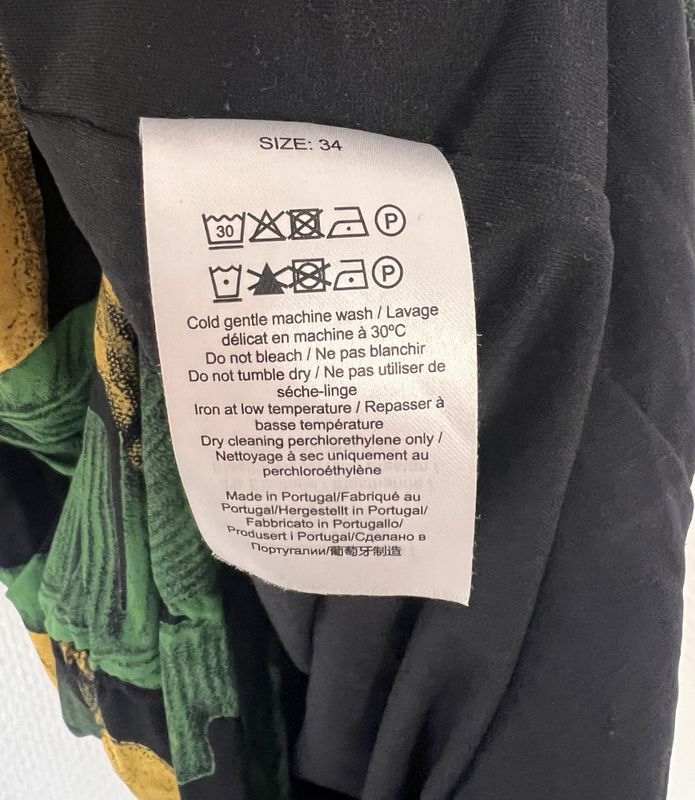 SIZE: 34
30 P
P
Cold gentle machine wash / Lavage
délicat en machine à 30ºC
Do not bleach / Ne pas blanchir
Do not tumble dry / Ne pas utiliser de
séche-linge
Iron at low temperature / Repasser à
basse température
Dry cleaning perchlorethylene only /
Nettoyage à sec uniquement au
perchloroéthylène
Made in Portugal/Fabriqué au
Portugal/Hergestellt in Portugal/
Fabbricato in Portugallo/
Produsert i Portugal/Сделано в
Португалии/葡萄牙制造